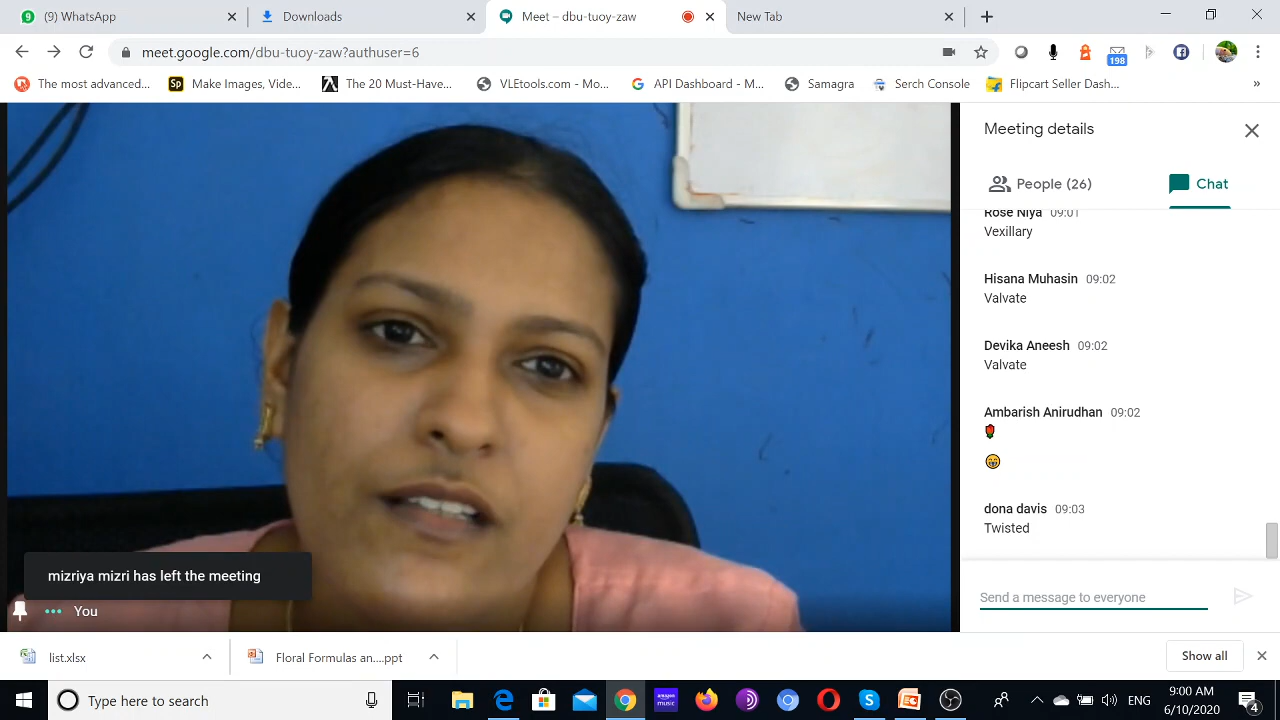 (9) WhatsApp
Downloads
Meet – dbu-tuoy-zaw
New Tab
meet.google.com/dbu-tuoy-zaw?authuser=6
198
The most advanced...
Make Images, Vide...
The 20 Must-Have...
VLEtools.com - Mo...
API Dashboard - M...
Samagra
Serch Conrole
Flipcart Seller Dash...
»
Meeting details
People (26)
Chat
Rose Niya 09:01
Vexillary
Hisana Muhasin 09:02
Valvate
Devika Aneesh 09:02
Valvate
Ambarish Anirudhan 09:02
dona davis 09:03
Twisted
mizriya mizri has left the meeting
You
Send a message to everyone
list.xlsx
Floral Formulas an....ppt
Show all
Type here to search
amazon music
ENG
9:00 AM
6/10/2020
4